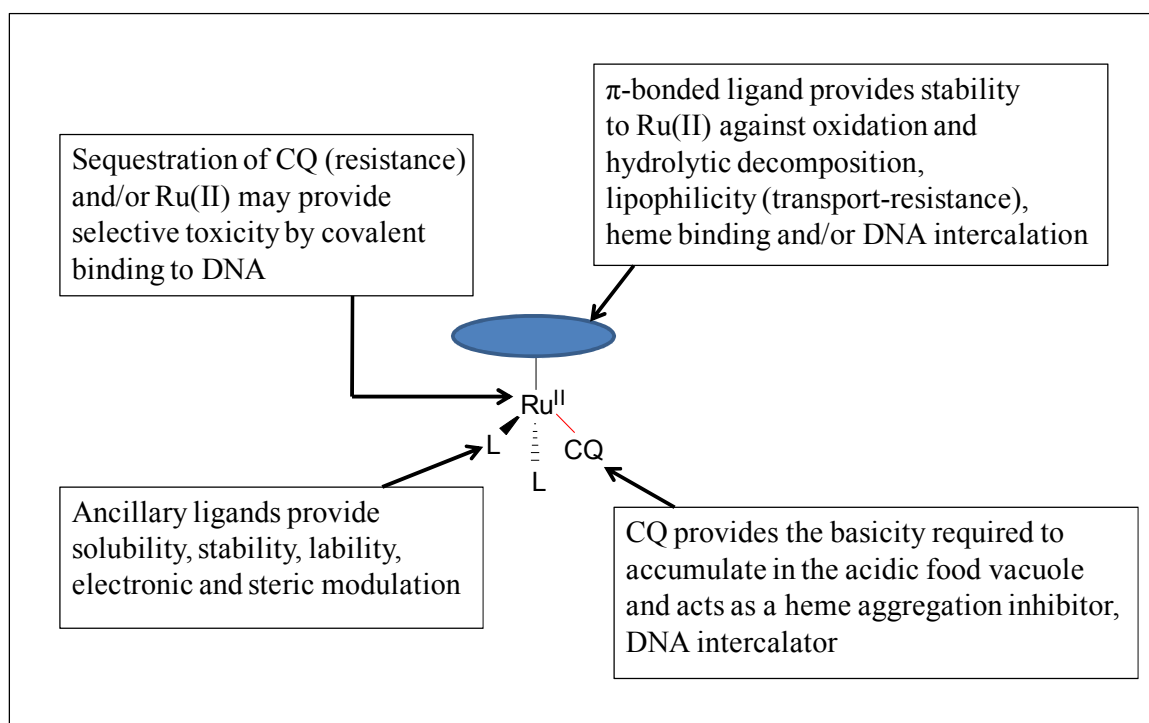 π-bonded ligand provides stability
to Ru(II) against oxidation and
hydrolytic decomposition,
lipophilicity (transport-resistance),
heme binding and/or DNA intercalation
Sequestration of CQ (resistance)
and/or Ru(II) may provide
selective toxicity by covalent
binding to DNA
Ru^II
L
CQ
L
Ancillary ligands provide
solubility, stability, lability,
electronic and steric modulation
CQ provides the basicity required to
accumulate in the acidic food vacuole
and acts as a heme aggregation inhibitor,
DNA intercalator